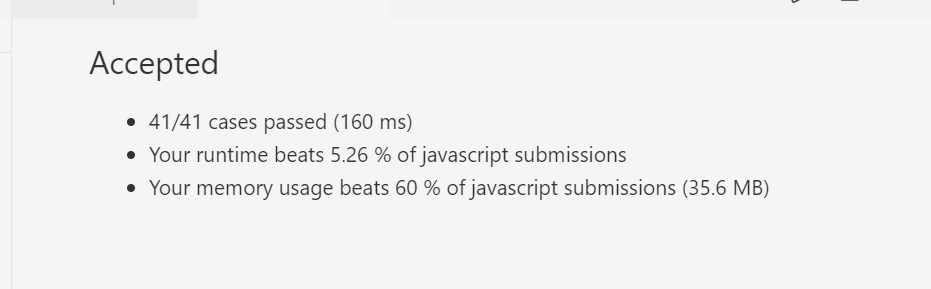 Accepted
41/41 cases passed (160 ms)
Your runtime beats 5.26 % of javascript submissions
Your memory usage beats 60 % of javascript submissions (35.6 MB)